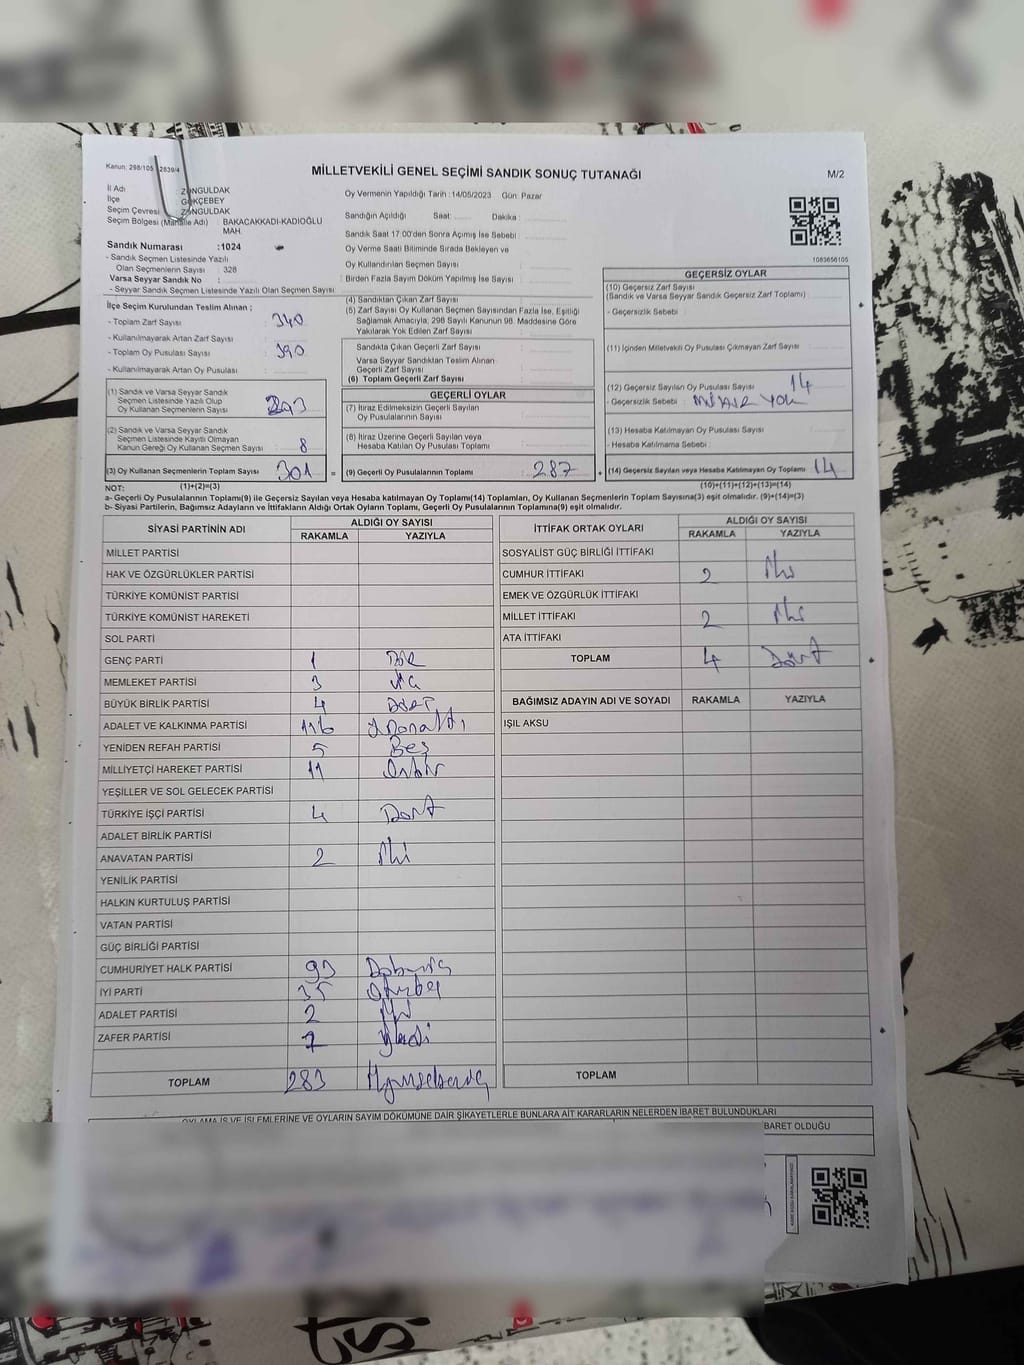 Kanun: 298/105 2839/4
MİLLETVEKİLİ GENEL SEÇİMİ SANDIK SONUÇ TUTANAĞI
M/2
İl Adı : ZONGULDAK
İlçe : GÖKÇEBEY
Seçim Çevresi : ZONGULDAK
Seçim Bölgesi (Mahalle Adı) : BAKACAKKADI-KADIOĞLU
MAH.
Sandık Numarası :1024
- Sandık Seçmen Listesinde Yazılı
Olan Seçmenlerin Sayısı : 328
Varsa Seyyar Sandık No :
- Seyyar Sandık Seçmen Listesinde Yazılı Olan Seçmen Sayısı
Oy Vermenin Yapıldığı Tarih :14/05/2023 Gün: Pazar
Sandığın Açıldığı Saat: Dakika :
Sandık Saat 17:00'den Sonra Açımış İse Sebebi :
Oy Verme Saati Bitiminde Sırada Bekleyen ve
Oy Kullandırılan Seçmen Sayısı
Birden Fazla Sayım Döküm Yapılmış İse Sayısı
1083656105
İlçe Seçim Kurulundan Teslim Alınan ;
- Toplam Zarf Sayısı : 340
- Kullanılmayarak Artan Zarf Sayısı :
- Toplam Oy Pusulası Sayısı : 390
- Kullanılmayarak Artan Oy Pusulası :
(4) Sandıktan Çıkan Zarf Sayısı
(5) Zarf Sayısı Oy Kullanan Seçmen Sayısından Fazla İse, Eşitliği
Sağlamak Amacıyla; 298 Sayılı Kanunun 98. Maddesine Göre
Yakılarak Yok Edilen Zarf Sayısı
Sandıkta Çıkan Geçerli Zarf Sayısı
Varsa Seyyar Sandıktan Teslim Alınan
Geçerli Zarf Sayısı
(6) Toplam Geçerli Zarf Sayısı
GEÇERSİZ OYLAR
(10) Geçersiz Zarf Sayısı
(Sandık ve Varsa Seyyar Sandık Geçersiz Zarf Toplamı) :
- Geçersizlik Sebebi :
(11) İçinden Milletvekili Oy Pusulası Çıkmayan Zarf Sayısı :
(12) Geçersiz Sayılan Oy Pusulası Sayısı : 14
- Geçersizlik Sebebi : MÜHÜR YOK
(13) Hesaba Katılmayan Oy Pusulası Sayısı :
- Hesaba Katılmama Sebebi :
(14) Geçersiz Sayılan veya Hesaba Katılmayan Oy Toplamı : 14
(10)+(11)+(12)+(13)=(14)
(1) Sandık ve Varsa Seyyar Sandık
Seçmen Listesinde Yazılı Olup
Oy Kullanan Seçmenlerin Sayısı 293
(2) Sandık ve Varsa Seyyar Sandık
Seçmen Listesinde Kayıtlı Olmayan
Kanun Gereği Oy Kullanan Seçmen Sayısı 8
(3) Oy Kullanan Seçmenlerin Toplam Sayısı 301 =
(1)+(2)=(3)
GEÇERLİ OYLAR
(7) İtiraz Edilmeksizin Geçerli Sayılan
Oy Pusulalarının Sayısı
(8) İtiraz Üzerine Geçerli Sayılan veya
Hesaba Katılan Oy Pusulası Toplamı
(9) Geçerli Oy Pusulalarının Toplamı : 287 +
NOT:
a- Geçerli Oy Pusulalarının Toplamı(9) ile Geçersiz Sayılan veya Hesaba katılmayan Oy Toplamı(14) Toplamları, Oy Kullanan Seçmenlerin Toplam Sayısına(3) eşit olmalıdır. (9)+(14)=(3)
b- Siyasi Partilerin, Bağımsız Adayların ve İttifakların Aldığı Ortak Oyların Toplamı, Geçerli Oy Pusulalarının Toplamına(9) eşit olmalıdır.
SİYASİ PARTİNİN ADI ALDIĞI OY SAYISI
RAKAMLA YAZIYLA
MİLLET PARTİSİ
HAK VE ÖZGÜRLÜKLER PARTİSİ
TÜRKİYE KOMÜNİST PARTİSİ
TÜRKİYE KOMÜNİST HAREKETİ
SOL PARTİ
GENÇ PARTİ 1 BİR
MEMLEKET PARTİSİ 3 üç
BÜYÜK BİRLİK PARTİSİ 4 DÖRT
ADALET VE KALKINMA PARTİSİ 116 Yüzonaltı
YENİDEN REFAH PARTİSİ 5 Beş
MİLLİYETÇİ HAREKET PARTİSİ 11 Onbir
YEŞİLLER VE SOL GELECEK PARTİSİ
TÜRKİYE İŞÇİ PARTİSİ 4 Dört
ADALET BİRLİK PARTİSİ
ANAVATAN PARTİSİ 2 İki
YENİLİK PARTİSİ
HALKIN KURTULUŞ PARTİSİ
VATAN PARTİSİ
GÜÇ BİRLİĞİ PARTİSİ
CUMHURİYET HALK PARTİSİ 93 Doksanüç
İYİ PARTİ 35 Otuzbeş
ADALET PARTİSİ 2 İki
ZAFER PARTİSİ 7 Yedi
TOPLAM 283 İkiyüzseksenüç
İTTİFAK ORTAK OYLARI ALDIĞI OY SAYISI
RAKAMLA YAZIYLA
SOSYALİST GÜÇ BİRLİĞİ İTTİFAKI
CUMHUR İTTİFAKI 2 İki
EMEK VE ÖZGÜRLÜK İTTİFAKI
MİLLET İTTİFAKI 2 İki
ATA İTTİFAKI
TOPLAM 4 Dört
BAĞIMSIZ ADAYIN ADI VE SOYADI RAKAMLA YAZIYLA
IŞIL AKSU
TOPLAM
OYLAMA İŞ VE İŞLEMLERİNE VE OYLARIN SAYIM DÖKÜMÜNE DAİR ŞİKAYETLERLE BUNLARA AİT KARARLARIN NELERDEN İBARET BULUNDUKLARI
BARET OLDUĞU